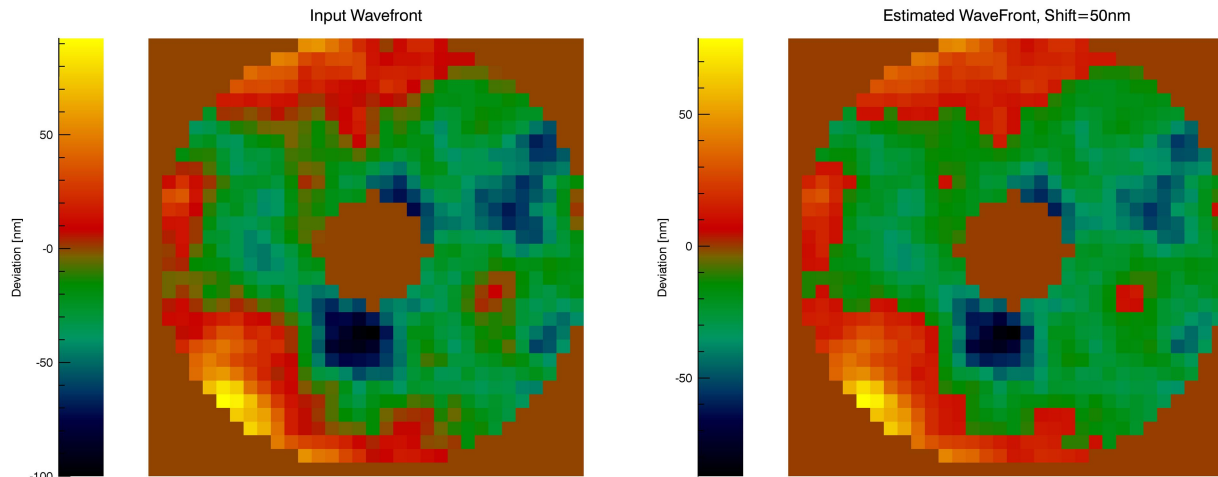 Input Wavefront
Estimated WaveFront, Shift=50nm
Deviation [nm]
50
-0
-50
-100
Deviation [nm]
50
0
-50